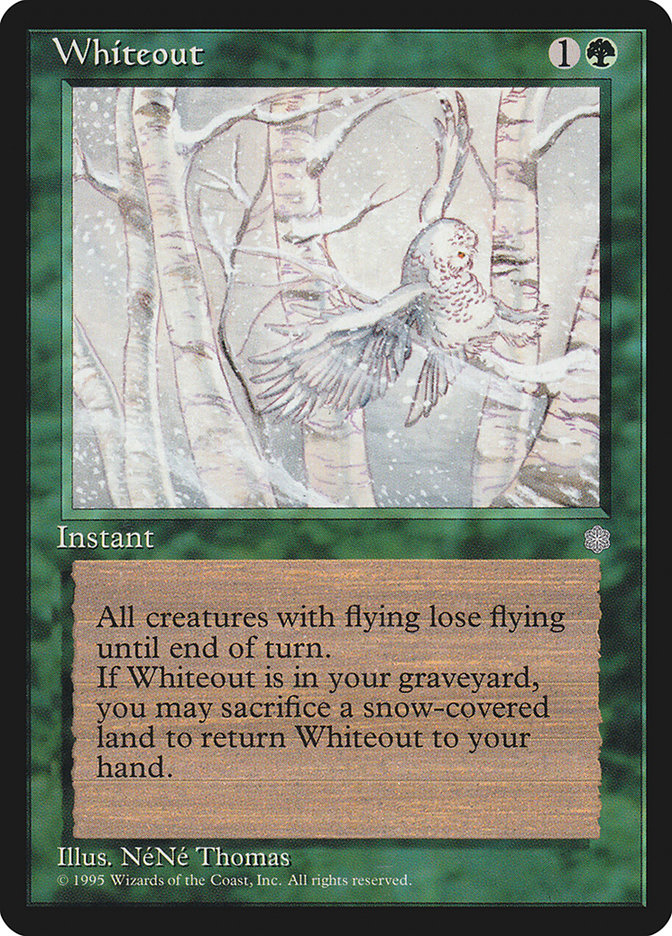 Whiteout 1
Instant
All creatures with flying lose flying
until end of turn.
If Whiteout is in your graveyard,
you may sacrifice a snow-covered
land to return Whiteout to your
hand.
Illus. NéNé Thomas
© 1995 Wizards of the Coast, Inc. All rights reserved.